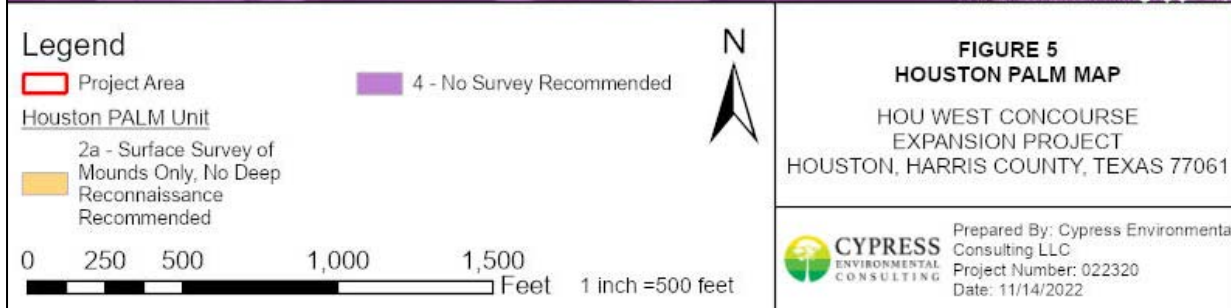 Legend
Project Area
4 - No Survey Recommended
Houston PALM Unit
2a - Surface Survey of
Mounds Only, No Deep
Reconnaissance
Recommended
0 250 500 1,000 1,500
Feet
1 inch =500 feet
N
FIGURE 5
HOUSTON PALM MAP
HOU WEST CONCOURSE
EXPANSION PROJECT
HOUSTON, HARRIS COUNTY, TEXAS 77061
CYPRESS
ENVIRONMENTAL
CONSULTING
Prepared By: Cypress Environmenta
Consulting LLC
Project Number: 022320
Date: 11/14/2022